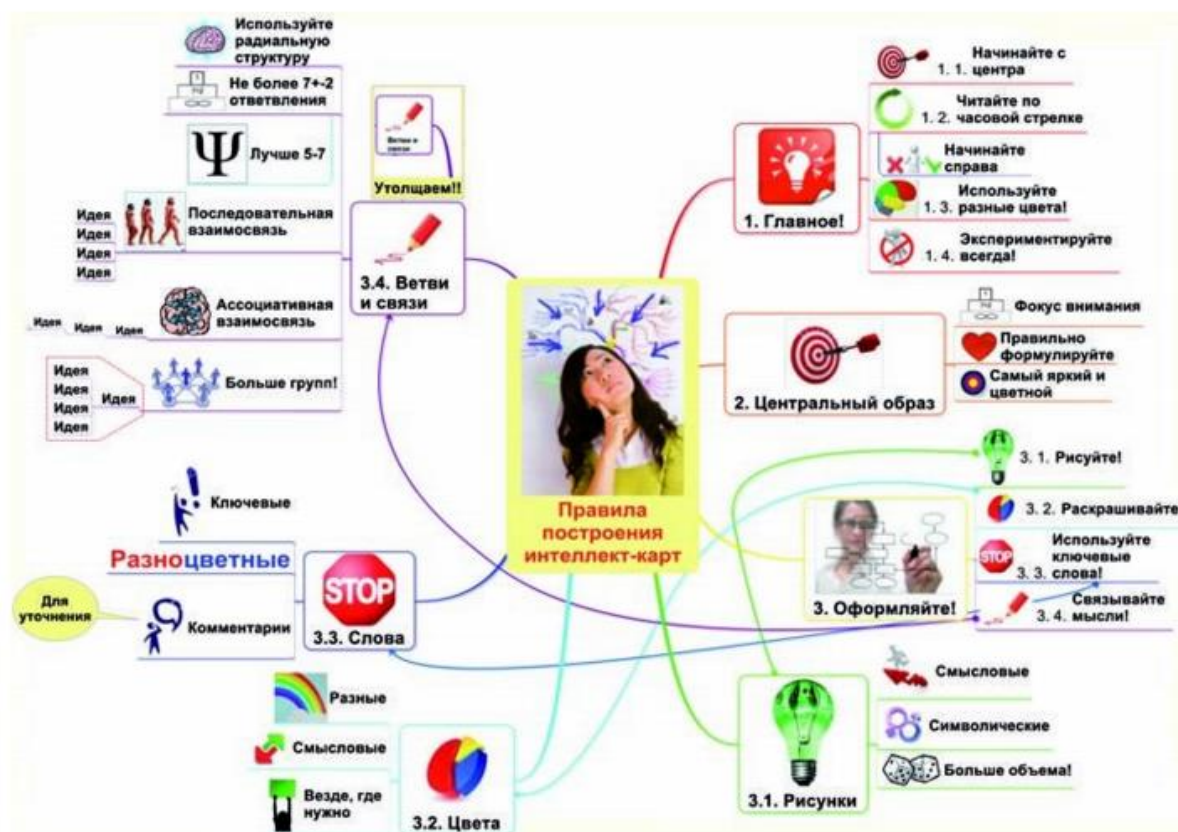 Правила
построения
интеллект-карт
1. Главное!
1. 1. Начинайте с
центра
1. 2. Читайте по
часовой стрелке
Начинайте
справа
1. 3. Используйте
разные цвета!
1. 4. Экспериментируйте
всегда!
2. Центральный образ
Фокус внимания
Правильно
формулируйте
Самый яркий и
цветной
3. Оформляйте!
3. 1. Рисуйте!
3. 2. Раскрашивайте
3. 3. Используйте
ключевые
слова!
3. 4. Связывайте
мысли!
3.1. Рисунки
Смысловые
Символические
Больше объема!
3.2. Цвета
Разные
Смысловые
Везде, где
нужно
STOP
3.3. Слова
Ключевые
Разноцветные
Комментарии
Для
уточнения
STOP
3.4. Ветви
и связи
Ветви и
связи
Утолщаем!!
Используйте
радиальную
структуру
Не более 7+-2
ответвления
Ψ
Лучше 5-7
Последовательная
взаимосвязь
Идея
Идея
Идея
Идея
Ассоциативная
взаимосвязь
Идея
Идея
Идея
Больше групп!
Идея
Идея
Идея
Идея
Идея